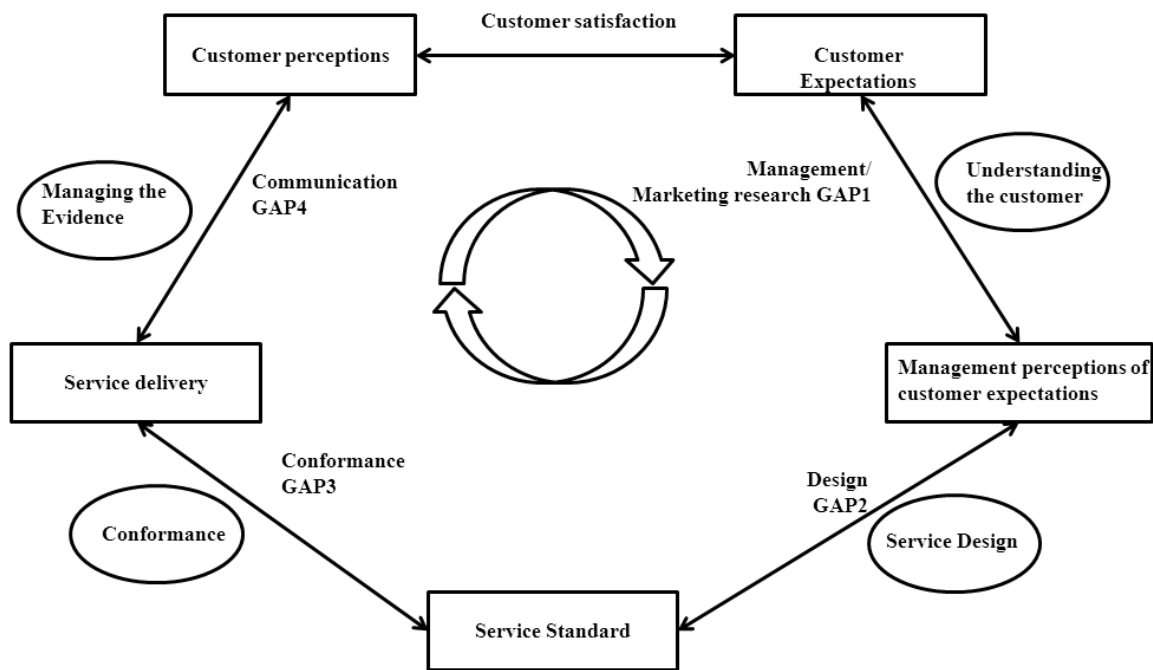 Customer satisfaction
Customer perceptions
Customer
Expectations
Managing the
Evidence
Communication
GAP4
Management/
Marketing research GAP1
Understanding
the customer
Service delivery
Management perceptions of
customer expectations
Conformance
GAP3
Design
GAP2
Conformance
Service Design
Service Standard